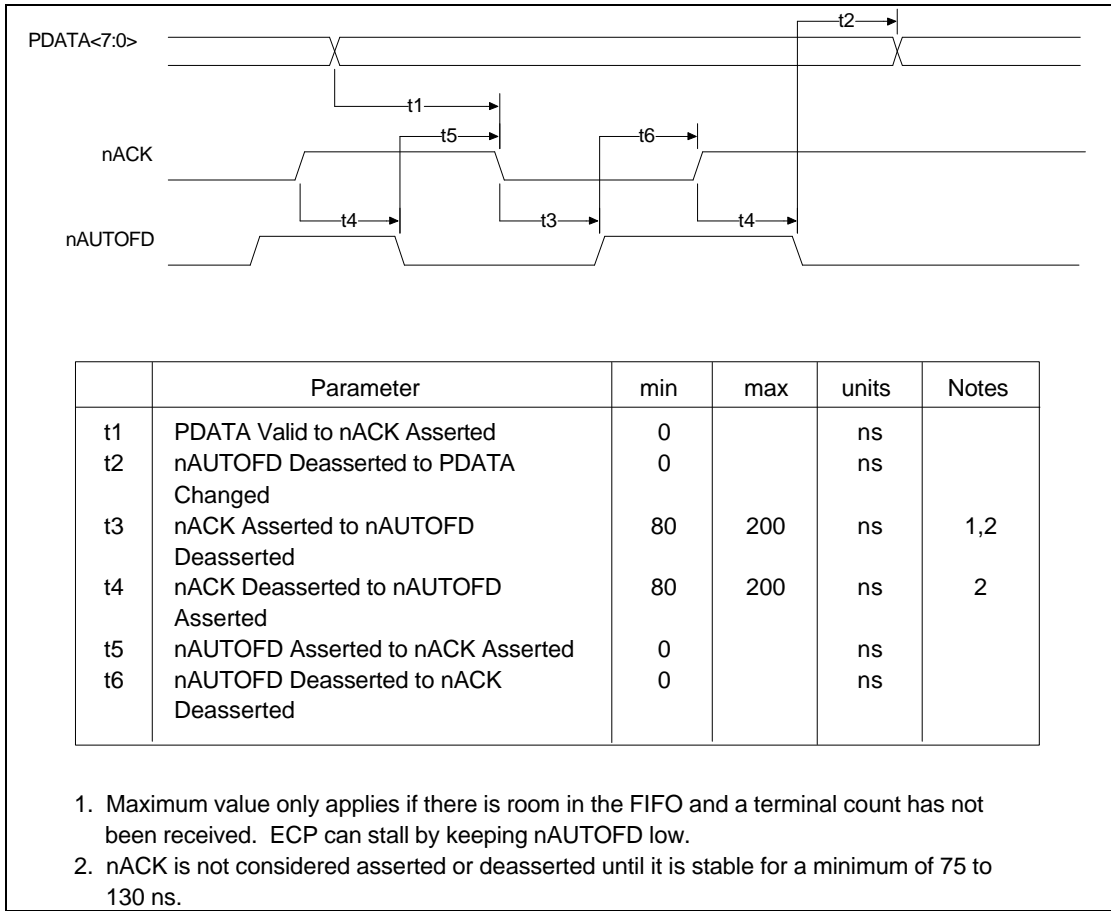 t2
PDATA<7:0>
t1
t5
t6
nACK
t4
t3
t4
nAUTOFD
Parameter min max units Notes
t1 PDATA Valid to nACK Asserted 0 ns
t2 nAUTOFD Deasserted to PDATA 0 ns
Changed
t3 nACK Asserted to nAUTOFD 80 200 ns 1,2
Deasserted
t4 nACK Deasserted to nAUTOFD 80 200 ns 2
Asserted
t5 nAUTOFD Asserted to nACK Asserted 0 ns
t6 nAUTOFD Deasserted to nACK 0 ns
Deasserted
1. Maximum value only applies if there is room in the FIFO and a terminal count has not
been received. ECP can stall by keeping nAUTOFD low.
2. nACK is not considered asserted or deasserted until it is stable for a minimum of 75 to
130 ns.